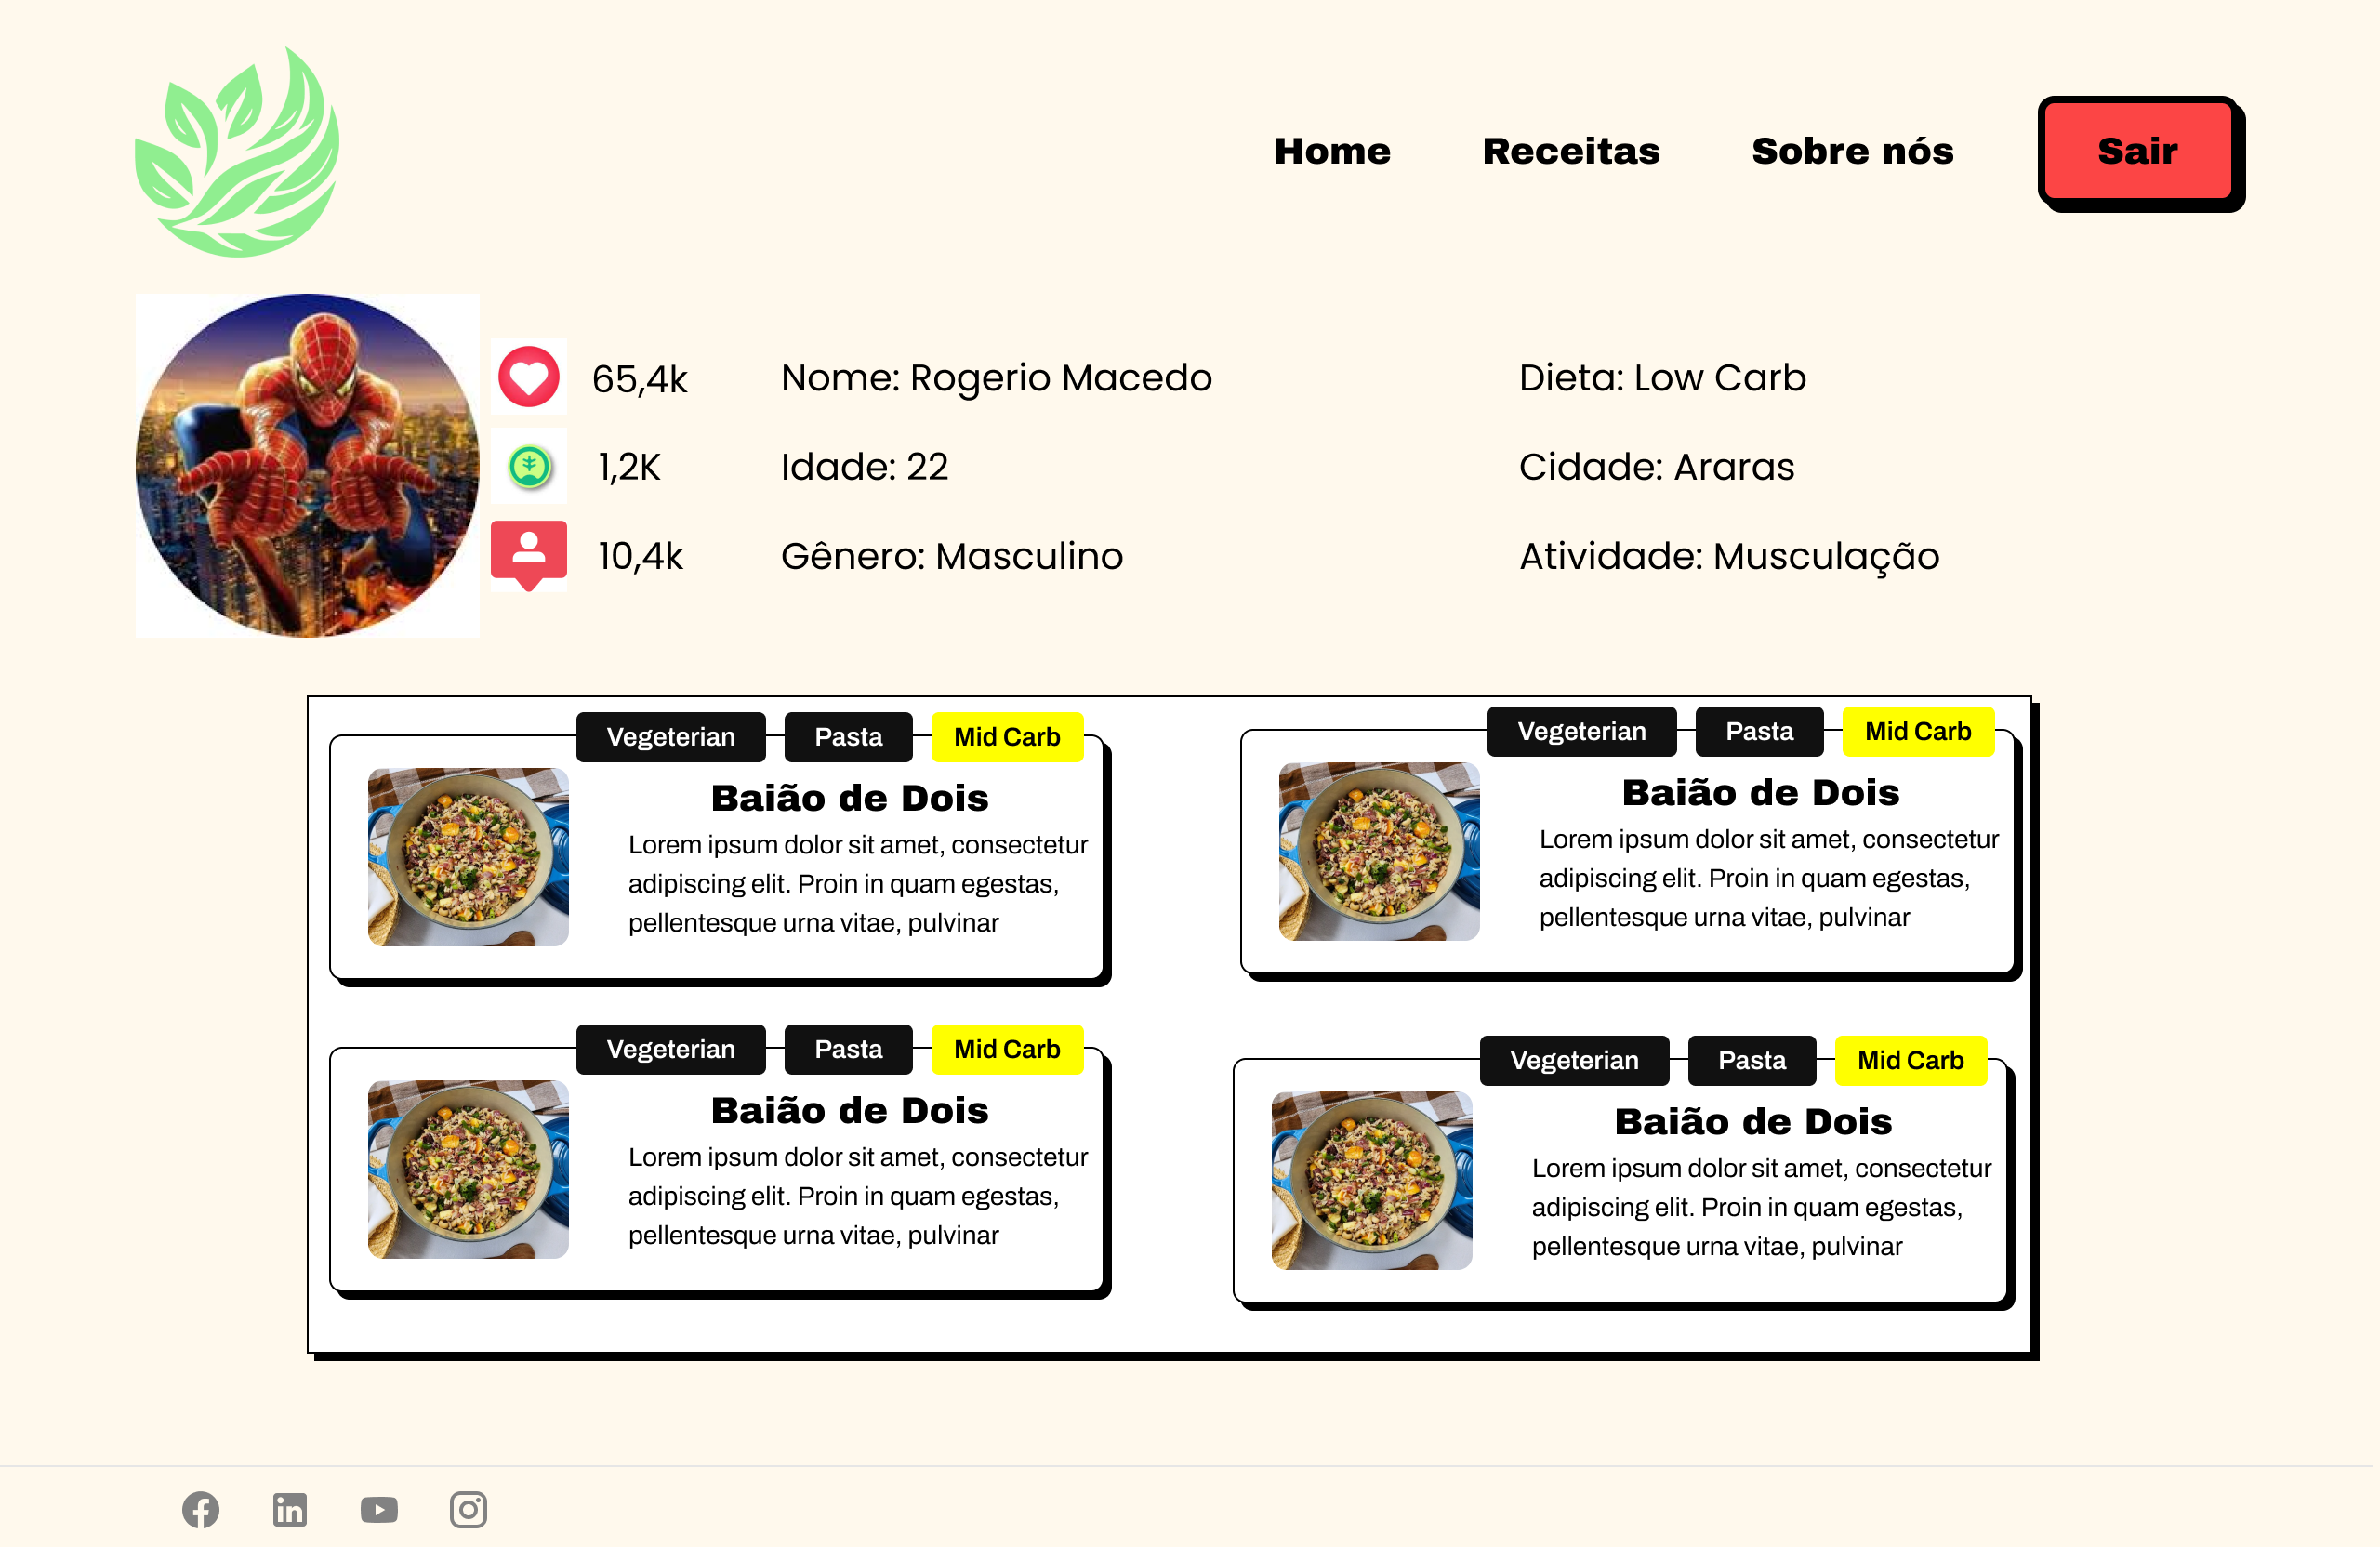 Home Receitas Sobre nós Sair
65,4k Nome: Rogerio Macedo Dieta: Low Carb
1,2K Idade: 22 Cidade: Araras
10,4k Gênero: Masculino Atividade: Musculação
Vegeterian Pasta Mid Carb
Baião de Dois
Lorem ipsum dolor sit amet, consectetur
adipiscing elit. Proin in quam egestas,
pellentesque urna vitae, pulvinar
Vegeterian Pasta Mid Carb
Baião de Dois
Lorem ipsum dolor sit amet, consectetur
adipiscing elit. Proin in quam egestas,
pellentesque urna vitae, pulvinar
Vegeterian Pasta Mid Carb
Baião de Dois
Lorem ipsum dolor sit amet, consectetur
adipiscing elit. Proin in quam egestas,
pellentesque urna vitae, pulvinar
Vegeterian Pasta Mid Carb
Baião de Dois
Lorem ipsum dolor sit amet, consectetur
adipiscing elit. Proin in quam egestas,
pellentesque urna vitae, pulvinar